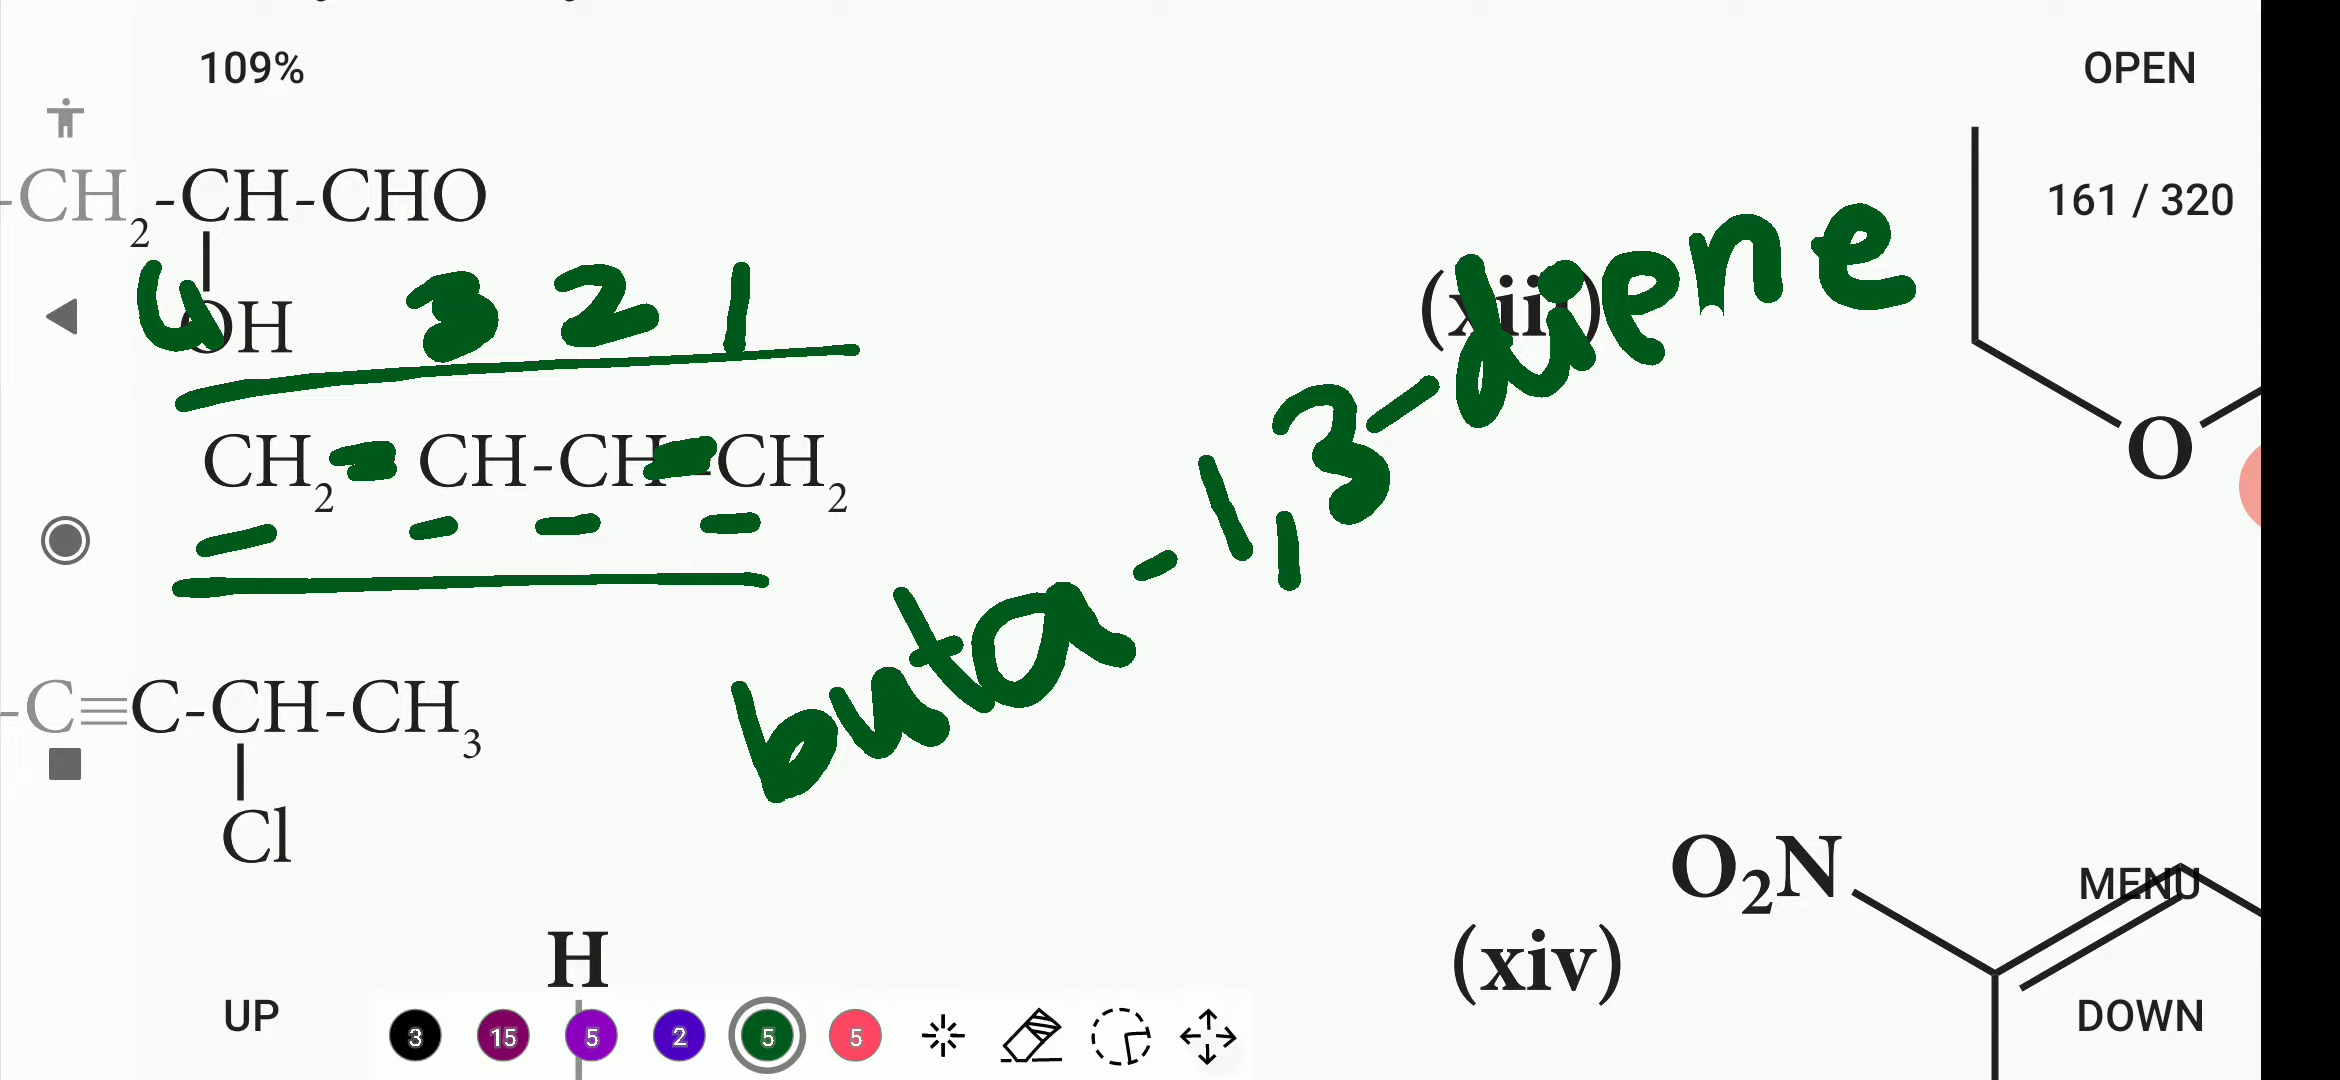 109%
OPEN
-CH2-CH-CHO
161 / 320
OH
4 3 2 1
(xiii)
CH2=CH-CH=CH2
O
buta-1,3-diene
-C≡C-CH-CH3
Cl
O2N
MENU
H
(xiv)
UP
DOWN
3 15 5 2 5 5